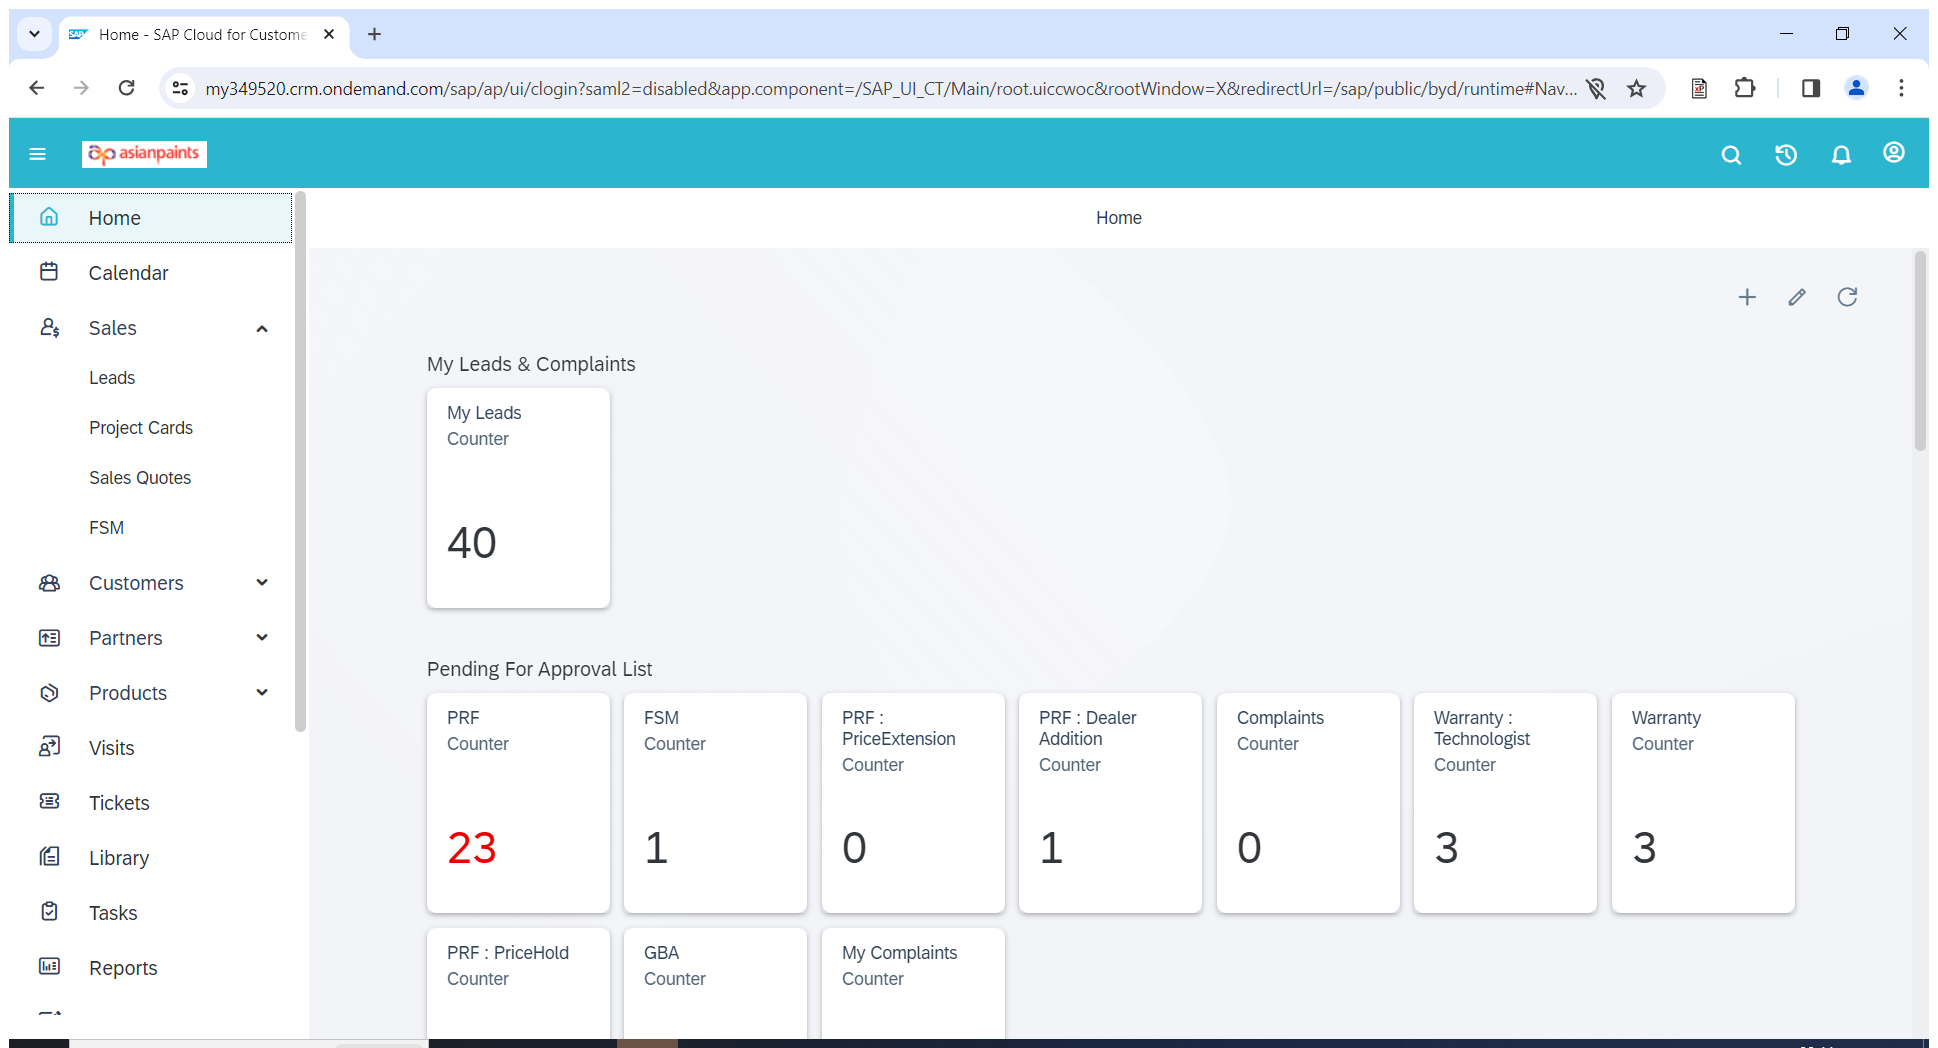 Home - SAP Cloud for Custome
my349520.crm.ondemand.com/sap/ap/ui/clogin?saml2=disabled&app.component=/SAP_UI_CT/Main/root.uiccwoc&rootWindow=X&redirectUrl=/sap/public/byd/runtime#Nav...
asianpaints
Home
Calendar
Sales
Leads
Project Cards
Sales Quotes
FSM
Customers
Partners
Products
Visits
Tickets
Library
Tasks
Reports
Home
My Leads & Complaints
My Leads
Counter
40
Pending For Approval List
PRF
Counter
23
FSM
Counter
1
PRF :
PriceExtension
Counter
0
PRF : Dealer
Addition
Counter
1
Complaints
Counter
0
Warranty :
Technologist
Counter
3
Warranty
Counter
3
PRF : PriceHold
Counter
GBA
Counter
My Complaints
Counter